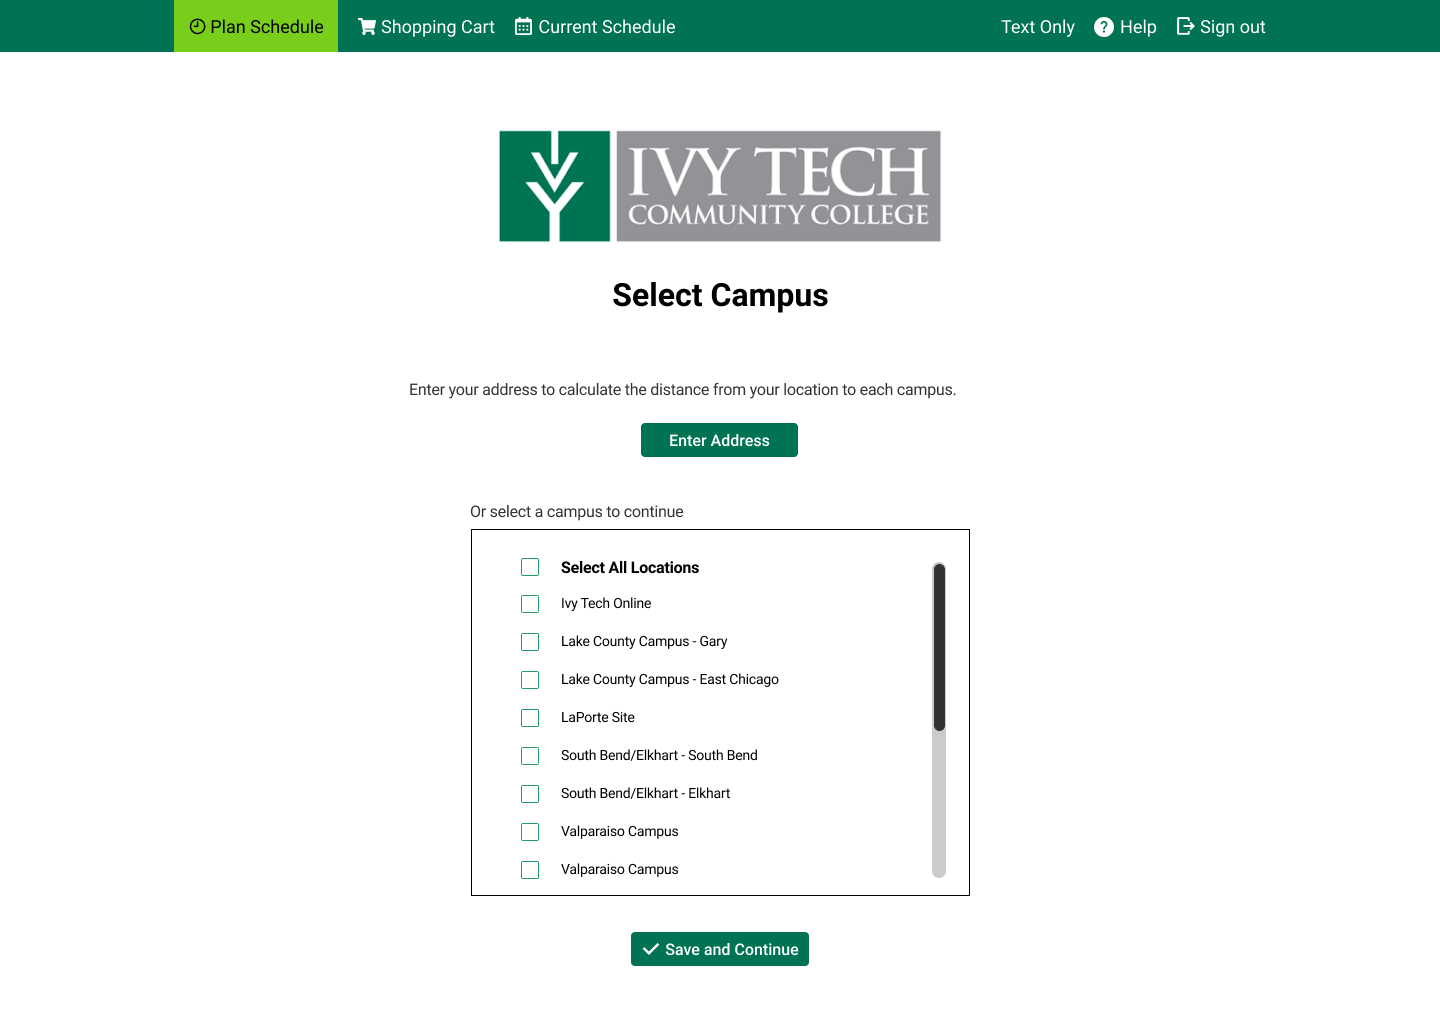 Plan Schedule Shopping Cart Current Schedule Text Only Help Sign out
IVY TECH
COMMUNITY COLLEGE
Select Campus
Enter your address to calculate the distance from your location to each campus.
Enter Address
Or select a campus to continue
Select All Locations
Ivy Tech Online
Lake County Campus - Gary
Lake County Campus - East Chicago
LaPorte Site
South Bend/Elkhart - South Bend
South Bend/Elkhart - Elkhart
Valparaiso Campus
Valparaiso Campus
Save and Continue